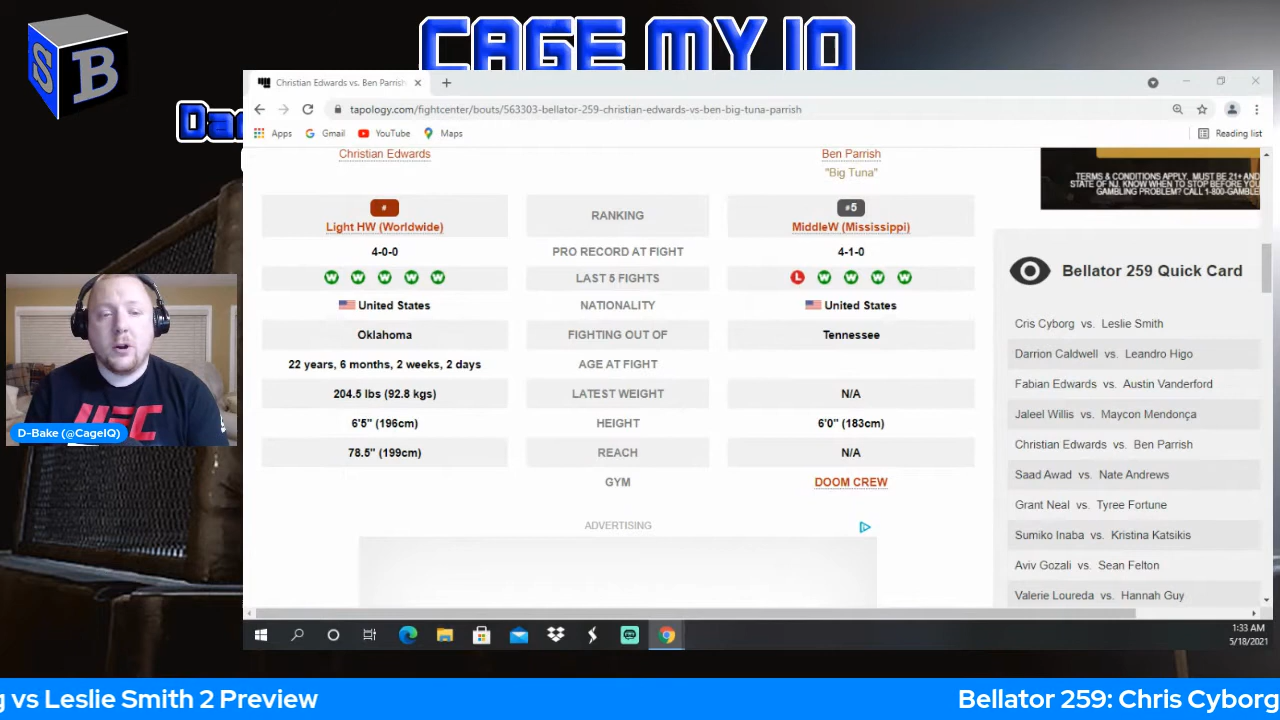 CAGE MY IQ
S B
Dar
Christian Edwards vs. Ben Parrish
tapology.com/fightcenter/bouts/563303-bellator-259-christian-edwards-vs-ben-big-tuna-parrish
Apps Gmail YouTube Maps Reading list
Christian Edwards Ben Parrish
"Big Tuna"
# RANKING #5
Light HW (Worldwide) MiddleW (Mississippi)
4-0-0 PRO RECORD AT FIGHT 4-1-0
W W W W W LAST 5 FIGHTS L W W W W
United States NATIONALITY United States
Oklahoma FIGHTING OUT OF Tennessee
22 years, 6 months, 2 weeks, 2 days AGE AT FIGHT
204.5 lbs (92.8 kgs) LATEST WEIGHT N/A
6'5" (196cm) HEIGHT 6'0" (183cm)
78.5" (199cm) REACH N/A
GYM DOOM CREW
ADVERTISING
TERMS & CONDITIONS APPLY. MUST BE 21+ AND
STATE OF NJ. KNOW WHEN TO STOP BEFORE YOU
GAMBLING PROBLEM? CALL 1-800-GAMBLE
Bellator 259 Quick Card
Cris Cyborg vs. Leslie Smith
Darrion Caldwell vs. Leandro Higo
Fabian Edwards vs. Austin Vanderford
Jaleel Willis vs. Maycon Mendonça
Christian Edwards vs. Ben Parrish
Saad Awad vs. Nate Andrews
Grant Neal vs. Tyree Fortune
Sumiko Inaba vs. Kristina Katsikis
Aviv Gozali vs. Sean Felton
Valerie Loureda vs. Hannah Guy
UFC
D-Bake (@CageIQ)
1:33 AM
5/18/2021
g vs Leslie Smith 2 Preview Bellator 259: Chris Cyborg